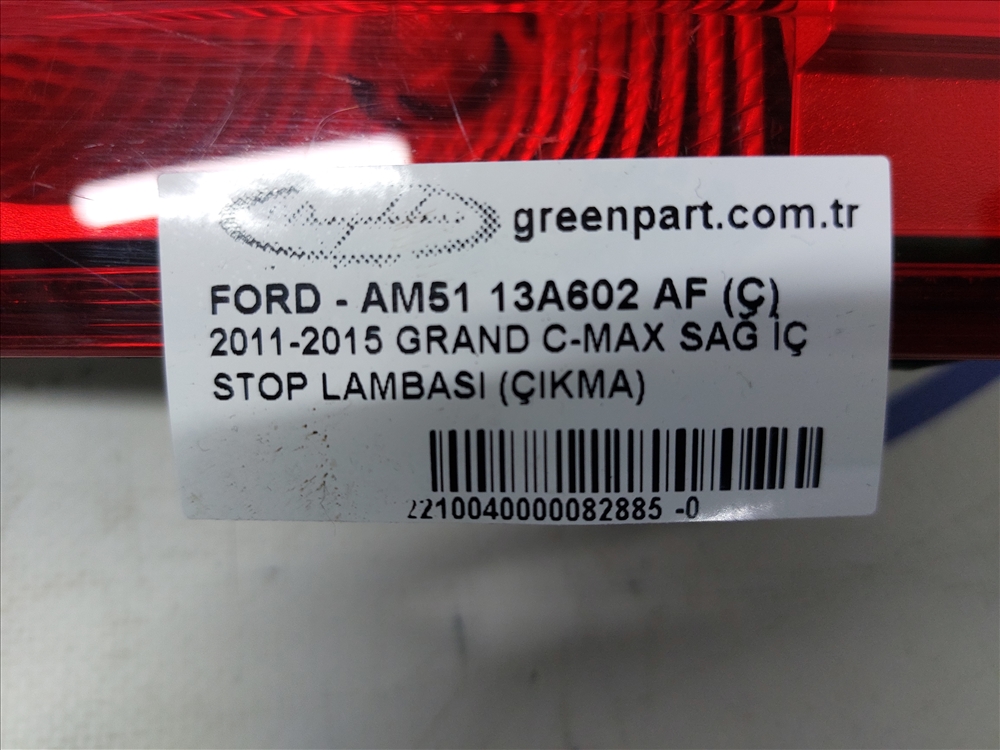 greenpart.com.tr
FORD - AM51 13A602 AF (Ç)
2011-2015 GRAND C-MAX SAĞ İÇ
STOP LAMBASI (ÇIKMA)
2210040000082885 -0